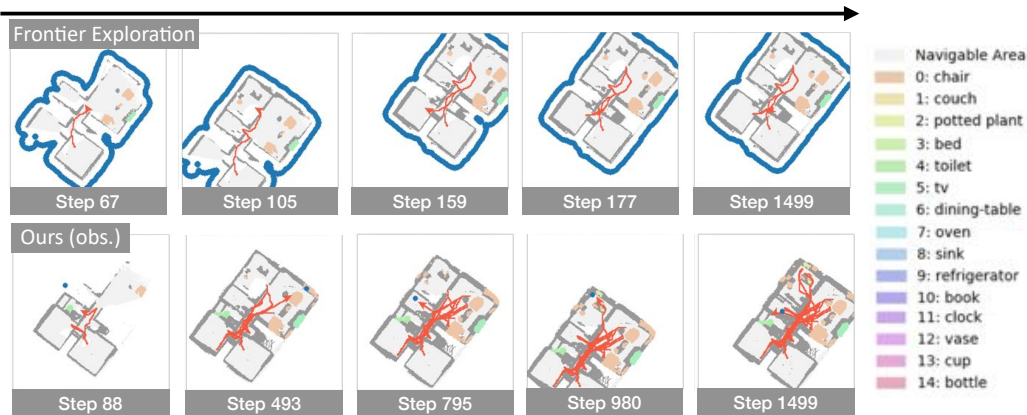 Frontier Exploration
Step 67
Step 105
Step 159
Step 177
Step 1499
Ours (obs.)
Step 88
Step 493
Step 795
Step 980
Step 1499
Navigable Area
0: chair
1: couch
2: potted plant
3: bed
4: toilet
5: tv
6: dining-table
7: oven
8: sink
9: refrigerator
10: book
11: clock
12: vase
13: cup
14: bottle